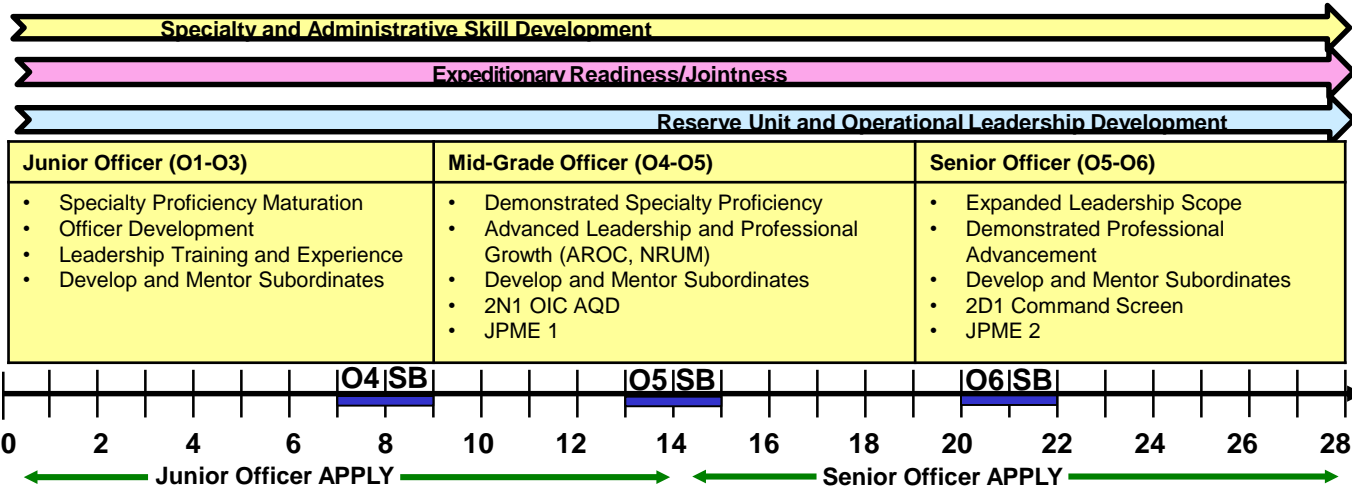 Specialty and Administrative Skill Development
Expeditionary Readiness/Jointness
Reserve Unit and Operational Leadership Development
Junior Officer (O1-O3)
• Specialty Proficiency Maturation
• Officer Development
• Leadership Training and Experience
• Develop and Mentor Subordinates
Mid-Grade Officer (O4-O5)
• Demonstrated Specialty Proficiency
• Advanced Leadership and Professional
Growth (AROC, NRUM)
• Develop and Mentor Subordinates
• 2N1 OIC AQD
• JPME 1
Senior Officer (O5-O6)
• Expanded Leadership Scope
• Demonstrated Professional
Advancement
• Develop and Mentor Subordinates
• 2D1 Command Screen
• JPME 2
O4 SB O5 SB O6 SB
0 2 4 6 8 10 12 14 16 18 20 22 24 26 28
Junior Officer APPLY Senior Officer APPLY